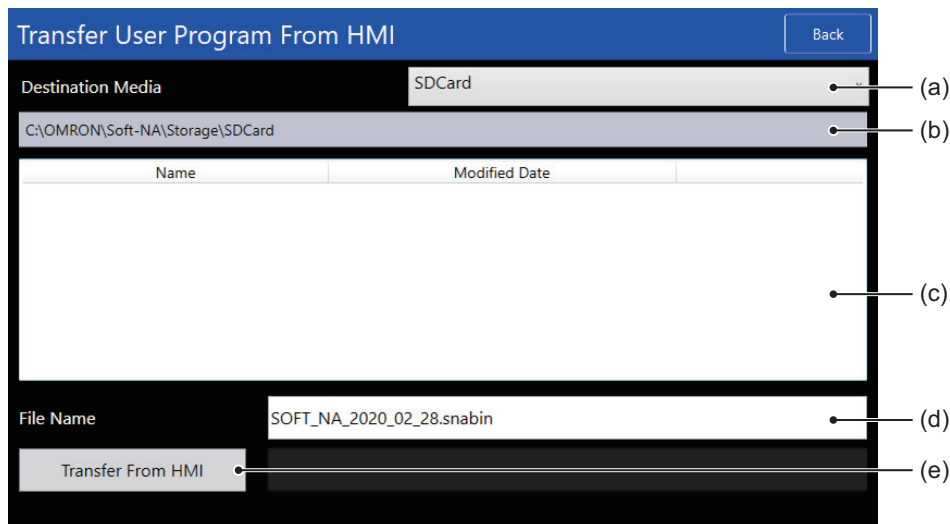 Transfer User Program From HMI
Back
Destination Media
SDCard
(a)
C:\OMRON\Soft-NA\Storage\SDCard
(b)
Name
Modified Date
(c)
File Name
SOFT_NA_2020_02_28.snabin
(d)
Transfer From HMI
(e)